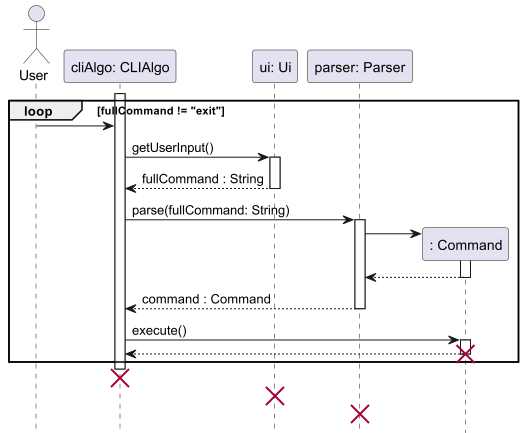 User
cliAlgo: CLIAlgo
ui: Ui
parser: Parser
loop
[fullCommand != "exit"]
getUserInput()
fullCommand : String
parse(fullCommand: String)
: Command
command : Command
execute()